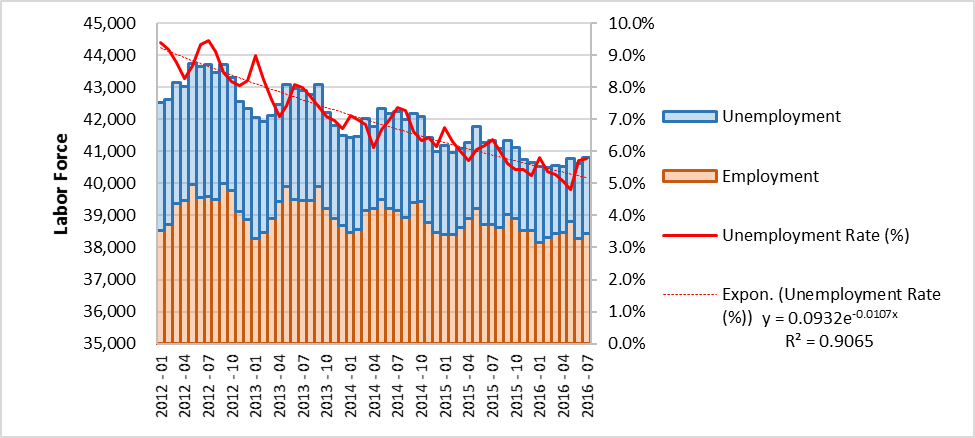 45,000
44,000
43,000
42,000
41,000
40,000
39,000
38,000
37,000
36,000
35,000
Labor Force
10.0%
9.0%
8.0%
7.0%
6.0%
5.0%
4.0%
3.0%
2.0%
1.0%
0.0%
2012 - 01
2012 - 04
2012 - 07
2012 - 10
2013 - 01
2013 - 04
2013 - 07
2013 - 10
2014 - 01
2014 - 04
2014 - 07
2014 - 10
2015 - 01
2015 - 04
2015 - 07
2015 - 10
2016 - 01
2016 - 04
2016 - 07
Unemployment
Employment
Unemployment Rate (%)
Expon. (Unemployment Rate
(%)) y = 0.0932e^-0.0107x
R² = 0.9065